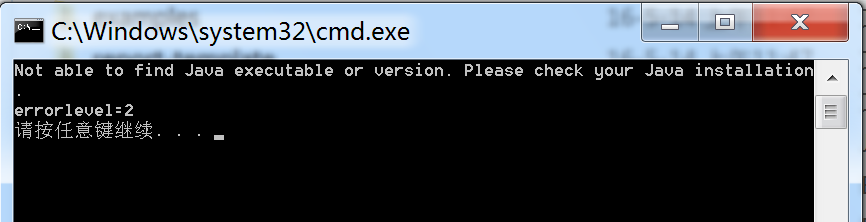 C:\Windows\system32\cmd.exe
Not able to find Java executable or version. Please check your Java installation
.
errorlevel=2
请按任意键继续. . .